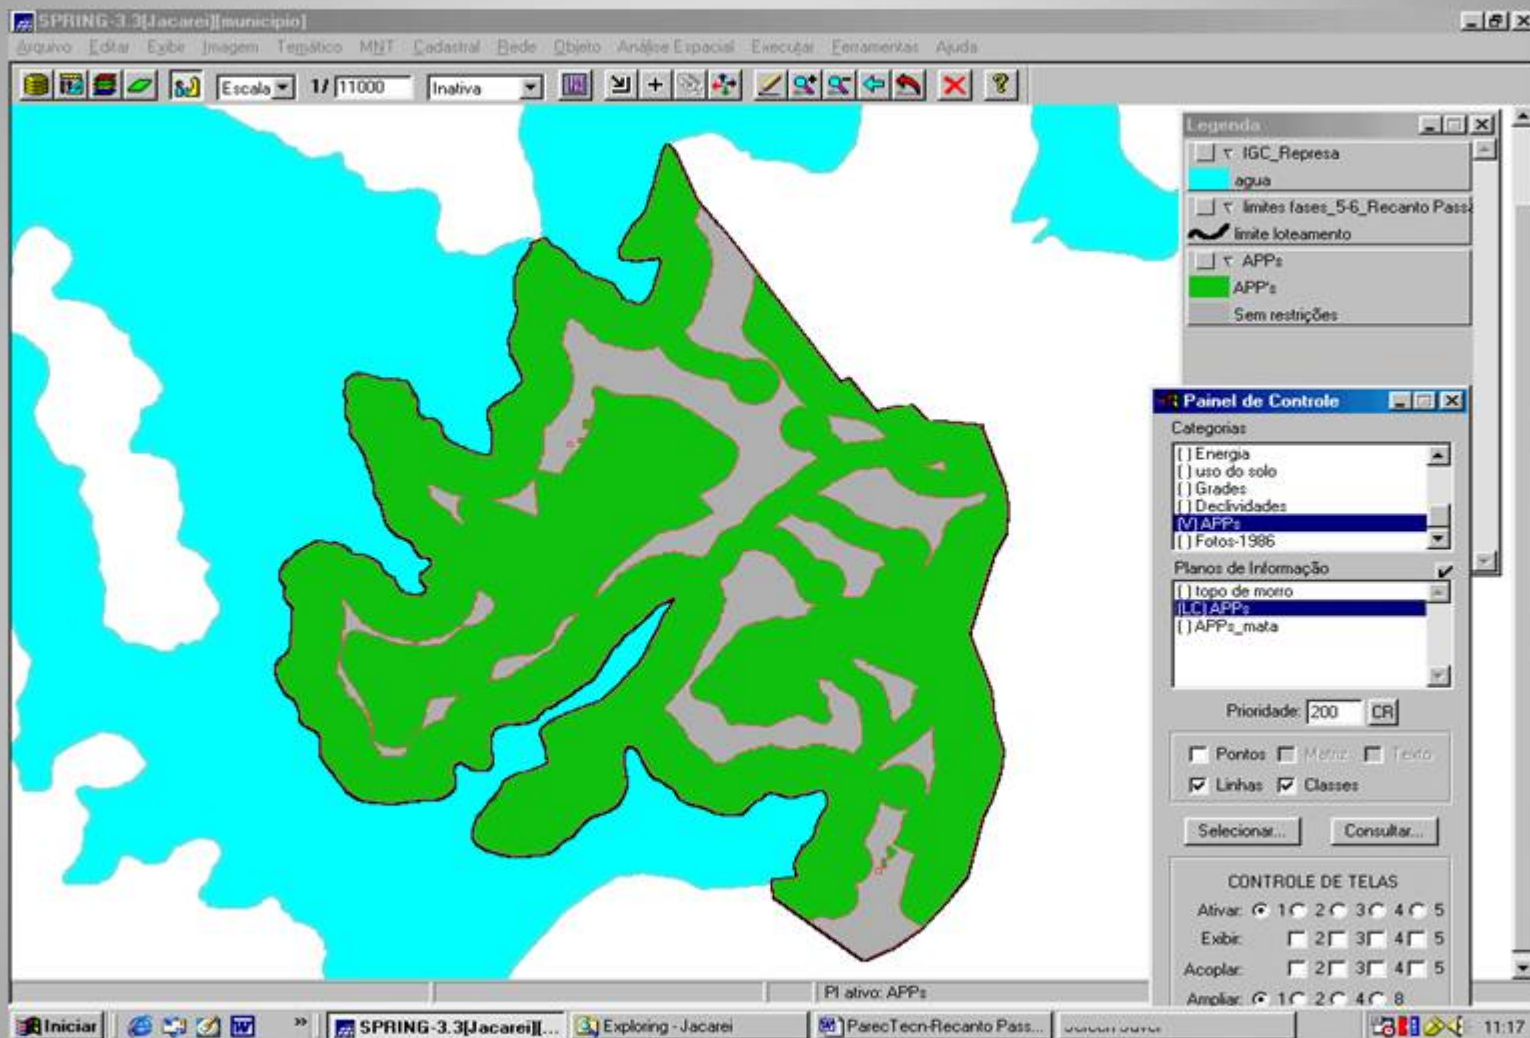 SPRING-3.3[Jacarei][municipio]
Arquivo Editar Exibir Imagem Temático MNT Cadastral Rede Objeto Análise Espacial Executar Ferramentas Ajuda
Escala 1/ 11000 Inativa
Legenda
IGC_Represa
agua
limites fases_5-6_Recanto Passa
limite loteamento
APPs
APP's
Sem restrições
Painel de Controle
Categorias
( ) Energia
( ) uso do solo
( ) Grades
( ) Declividades
(V) APPs
( ) Fotos-1986
Planos de Informação
( ) topo de morro
(LC) APPs
( ) APPs_mata
Prioridade: 200 CR
Pontos Matriz Texto
Linhas Classes
Selecionar... Consultar...
CONTROLE DE TELAS
Ativar: 1 2 3 4 5
Exibir: 2 3 4 5
Acoplar: 2 3 4 5
Ampliar: 1 2 4 8
PI ativo: APPs
Iniciar » SPRING-3.3[Jacarei][... Exploring - Jacarei ParecTecn-Recanto Pass... 11:17